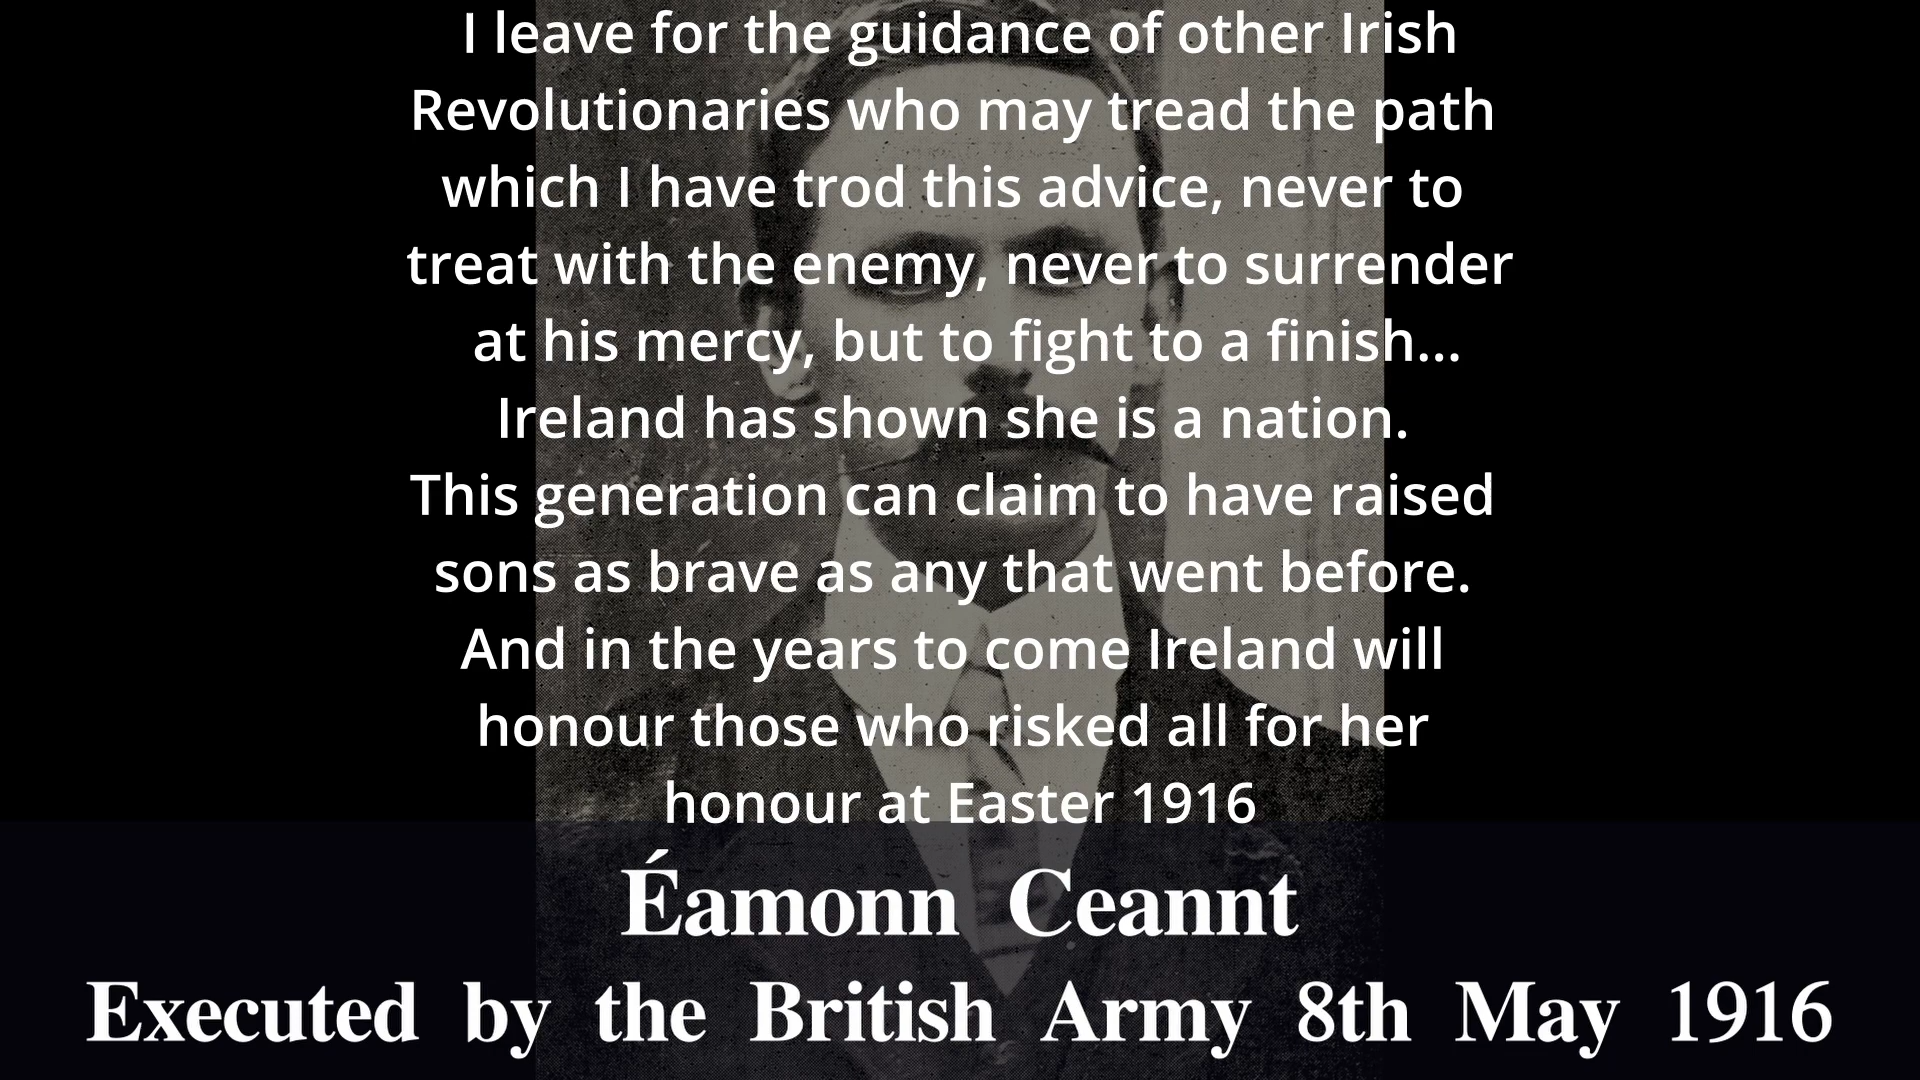 I leave for the guidance of other Irish
Revolutionaries who may tread the path
which I have trod this advice, never to
treat with the enemy, never to surrender
at his mercy, but to fight to a finish...
Ireland has shown she is a nation.
This generation can claim to have raised
sons as brave as any that went before.
And in the years to come Ireland will
honour those who risked all for her
honour at Easter 1916
Éamonn Ceannt
Executed by the British Army 8th May 1916